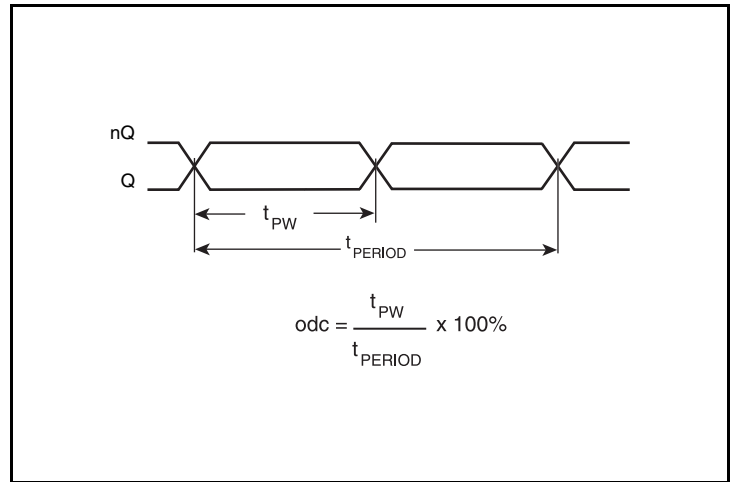 nQ
Q
tPW
tPERIOD
odc = tPW / tPERIOD x 100%